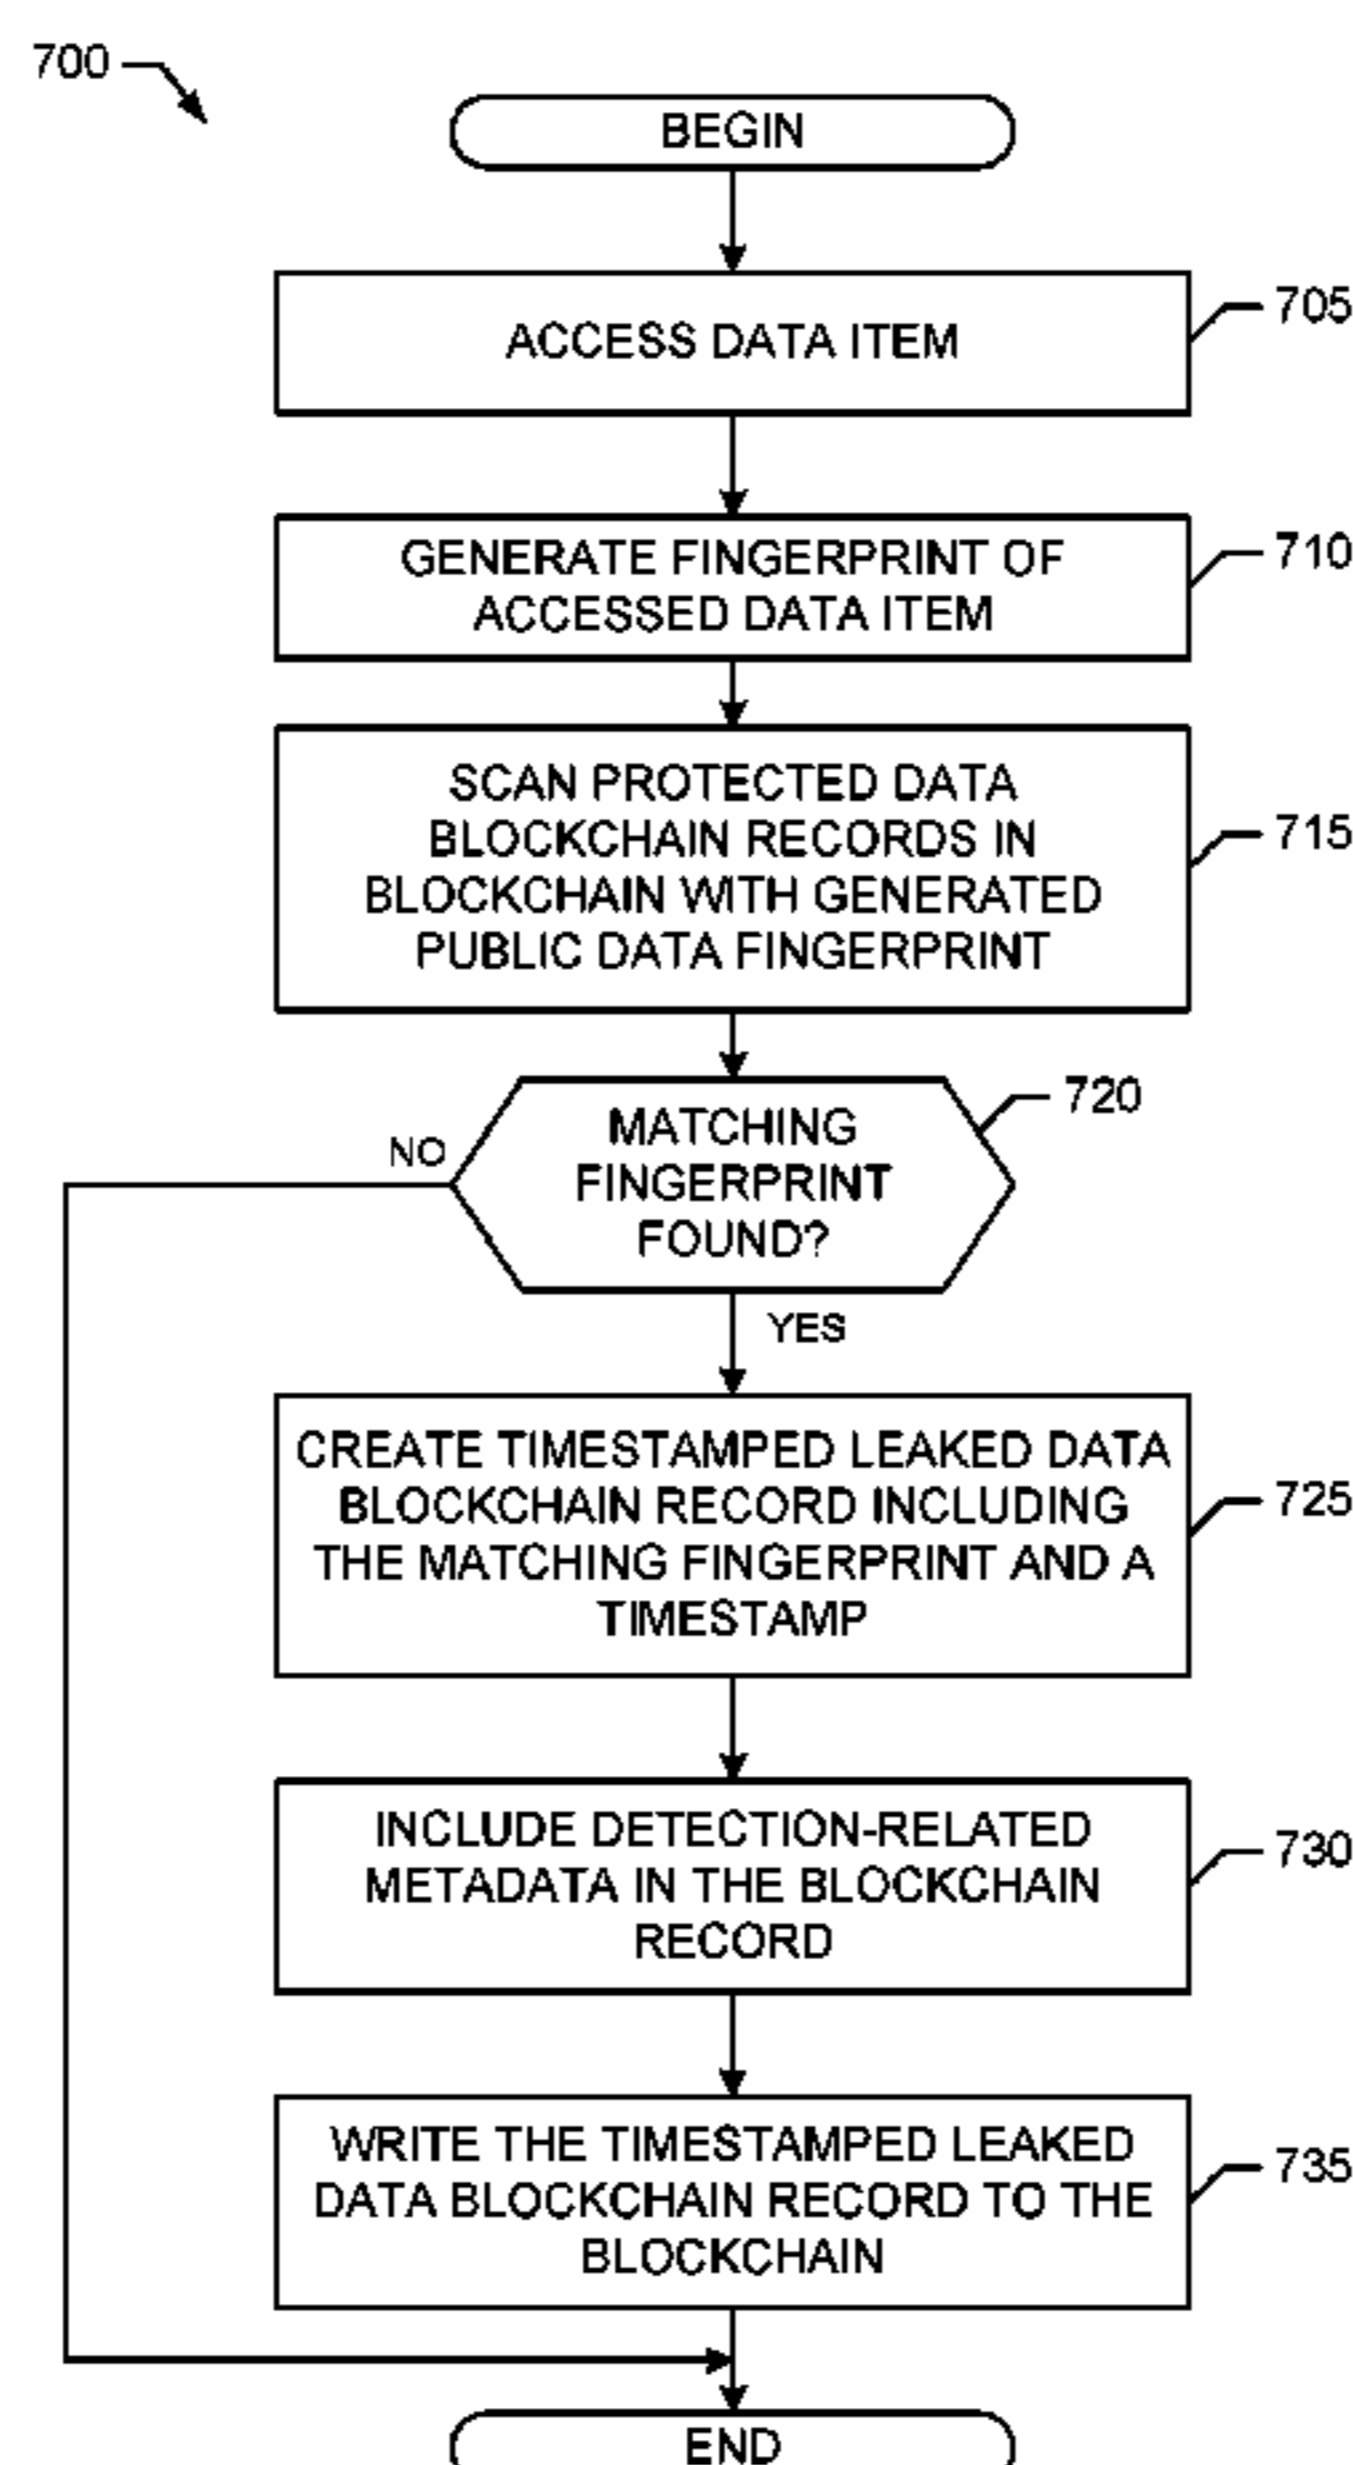 700
BEGIN
ACCESS DATA ITEM
705
GENERATE FINGERPRINT OF
ACCESSED DATA ITEM
710
SCAN PROTECTED DATA
BLOCKCHAIN RECORDS IN
BLOCKCHAIN WITH GENERATED
PUBLIC DATA FINGERPRINT
715
MATCHING
FINGERPRINT
FOUND?
720
NO
YES
CREATE TIMESTAMPED LEAKED DATA
BLOCKCHAIN RECORD INCLUDING
THE MATCHING FINGERPRINT AND A
TIMESTAMP
725
INCLUDE DETECTION-RELATED
METADATA IN THE BLOCKCHAIN
RECORD
730
WRITE THE TIMESTAMPED LEAKED
DATA BLOCKCHAIN RECORD TO THE
BLOCKCHAIN
735
END